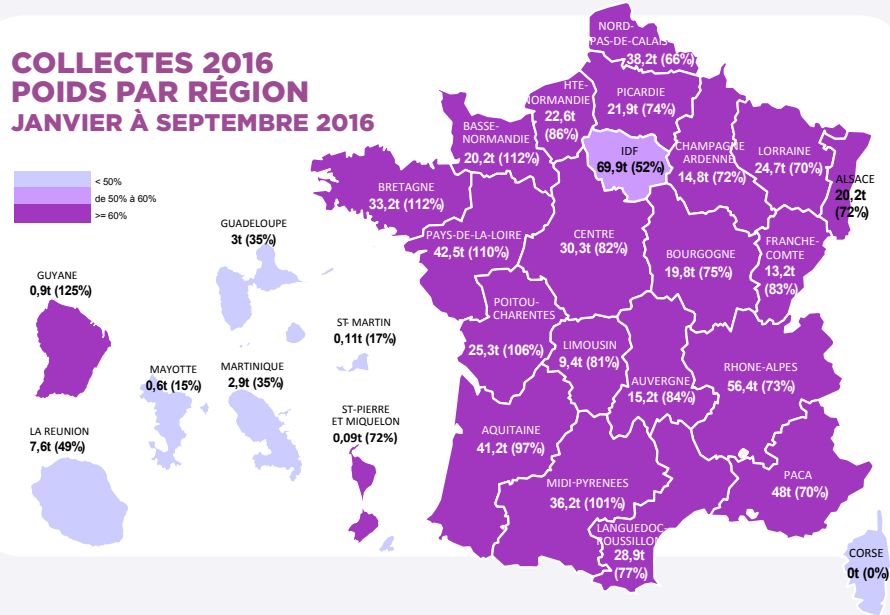 COLLECTES 2016
POIDS PAR RÉGION
JANVIER À SEPTEMBRE 2016
< 50%
de 50% à 60%
>= 60%
NORD-
PAS-DE-CALAIS
38,2t (66%)
HTE-
NORMANDIE
22,6t
(86%)
PICARDIE
21,9t (74%)
BASSE-
NORMANDIE
20,2t (112%)
IDF
69,9t (52%)
CHAMPAGNE
ARDENNE
14,8t (72%)
LORRAINE
24,7t (70%)
ALSACE
20,2t
(72%)
BRETAGNE
33,2t (112%)
PAYS-DE-LA-LOIRE
42,5t (110%)
CENTRE
30,3t (82%)
BOURGOGNE
19,8t (75%)
FRANCHE-
COMTE
13,2t
(83%)
GUADELOUPE
3t (35%)
GUYANE
0,9t (125%)
ST- MARTIN
0,11t (17%)
POITOU-
CHARENTES
25,3t (106%)
LIMOUSIN
9,4t (81%)
AUVERGNE
15,2t (84%)
RHONE-ALPES
56,4t (73%)
MAYOTTE
0,6t (15%)
MARTINIQUE
2,9t (35%)
ST-PIERRE
ET MIQUELON
0,09t (72%)
LA REUNION
7,6t (49%)
AQUITAINE
41,2t (97%)
MIDI-PYRENEES
36,2t (101%)
LANGUEDOC-
ROUSSILLON
28,9t
(77%)
PACA
48t (70%)
CORSE
0t (0%)